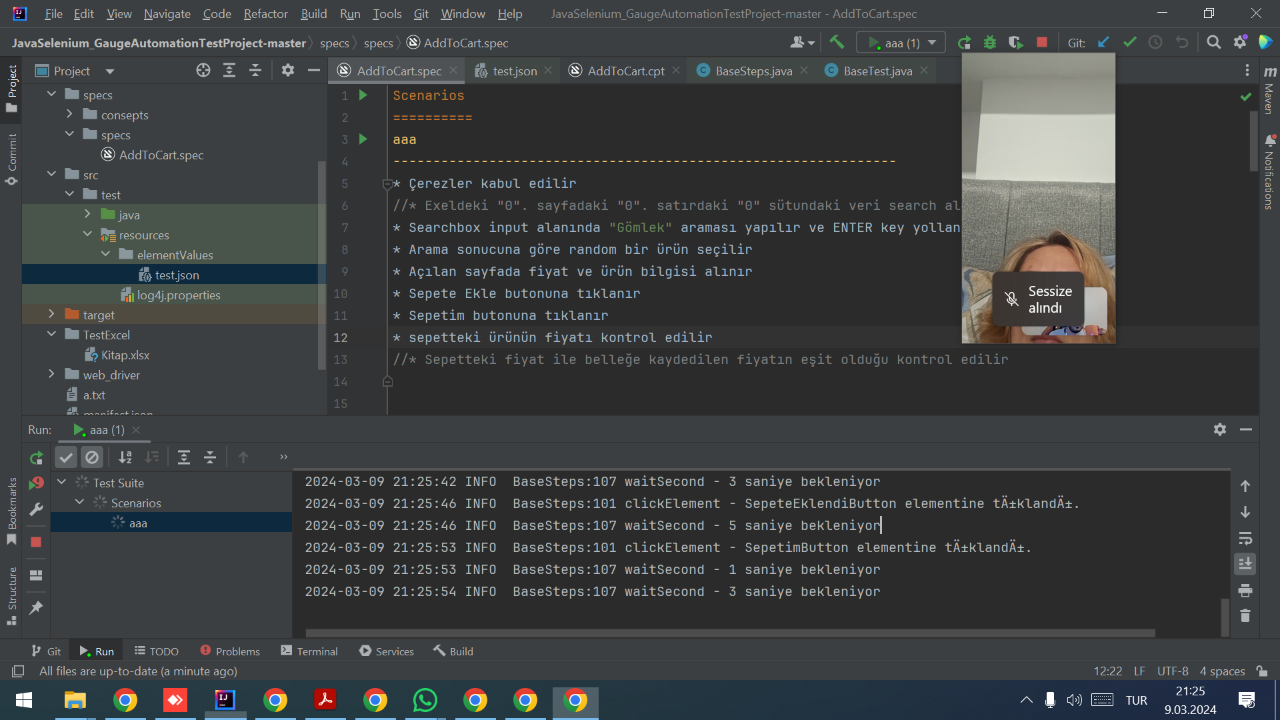 File Edit View Navigate Code Refactor Build Run Tools Git Window Help JavaSelenium_GaugeAutomationTestProject-master - AddToCart.spec
JavaSelenium_GaugeAutomationTestProject-master specs specs AddToCart.spec aaa (1) Git:
Project
AddToCart.spec test.json AddToCart.cpt BaseSteps.java BaseTest.java
Project
Commit
Bookmarks
Structure
Maven
Notifications
specs
consepts
specs
AddToCart.spec
src
test
java
resources
elementValues
test.json
log4j.properties
target
TestExcel
Kitap.xlsx
web_driver
a.txt
manifest.json
1 Scenarios
2 ==========
3 aaa
4 ---------------------------------------------------------------
5 * Çerezler kabul edilir
6 //* Exeldeki "0". sayfadaki "0". satırdaki "0" sütundaki veri search al
7 * Searchbox input alanında "Gömlek" araması yapılır ve ENTER key yollan
8 * Arama sonucuna göre random bir ürün seçilir
9 * Açılan sayfada fiyat ve ürün bilgisi alınır
10 * Sepete Ekle butonuna tıklanır
11 * Sepetim butonuna tıklanır
12 * sepetteki ürünün fiyatı kontrol edilir
13 //* Sepetteki fiyat ile belleğe kaydedilen fiyatın eşit olduğu kontrol edilir
14
15
Sessize
alındı
Run: aaa (1)
Test Suite
Scenarios
aaa
2024-03-09 21:25:42 INFO  BaseSteps:107 waitSecond - 3 saniye bekleniyor
2024-03-09 21:25:46 INFO  BaseSteps:101 clickElement - SepeteEklendiButton elementine tÄ±klandÄ±.
2024-03-09 21:25:46 INFO  BaseSteps:107 waitSecond - 5 saniye bekleniyor
2024-03-09 21:25:53 INFO  BaseSteps:101 clickElement - SepetimButton elementine tÄ±klandÄ±.
2024-03-09 21:25:53 INFO  BaseSteps:107 waitSecond - 1 saniye bekleniyor
2024-03-09 21:25:54 INFO  BaseSteps:107 waitSecond - 3 saniye bekleniyor
Git Run TODO Problems Terminal Services Build
All files are up-to-date (a minute ago) 12:22 LF UTF-8 4 spaces
TUR 21:25
9.03.2024